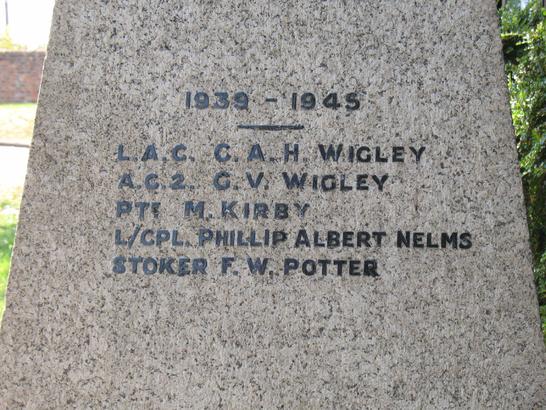 1939 - 1945
L.A.C. C.A.H. WIGLEY
A.C.2. G.V. WIGLEY
PTE M. KIRBY
L/CPL. PHILLIP ALBERT NELMS
STOKER F.W. POTTER